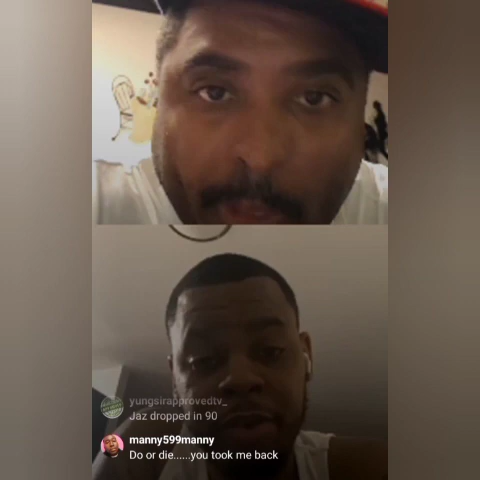 yungsirapprovedtv_
Jaz dropped in 90
manny599manny
Do or die......you took me back